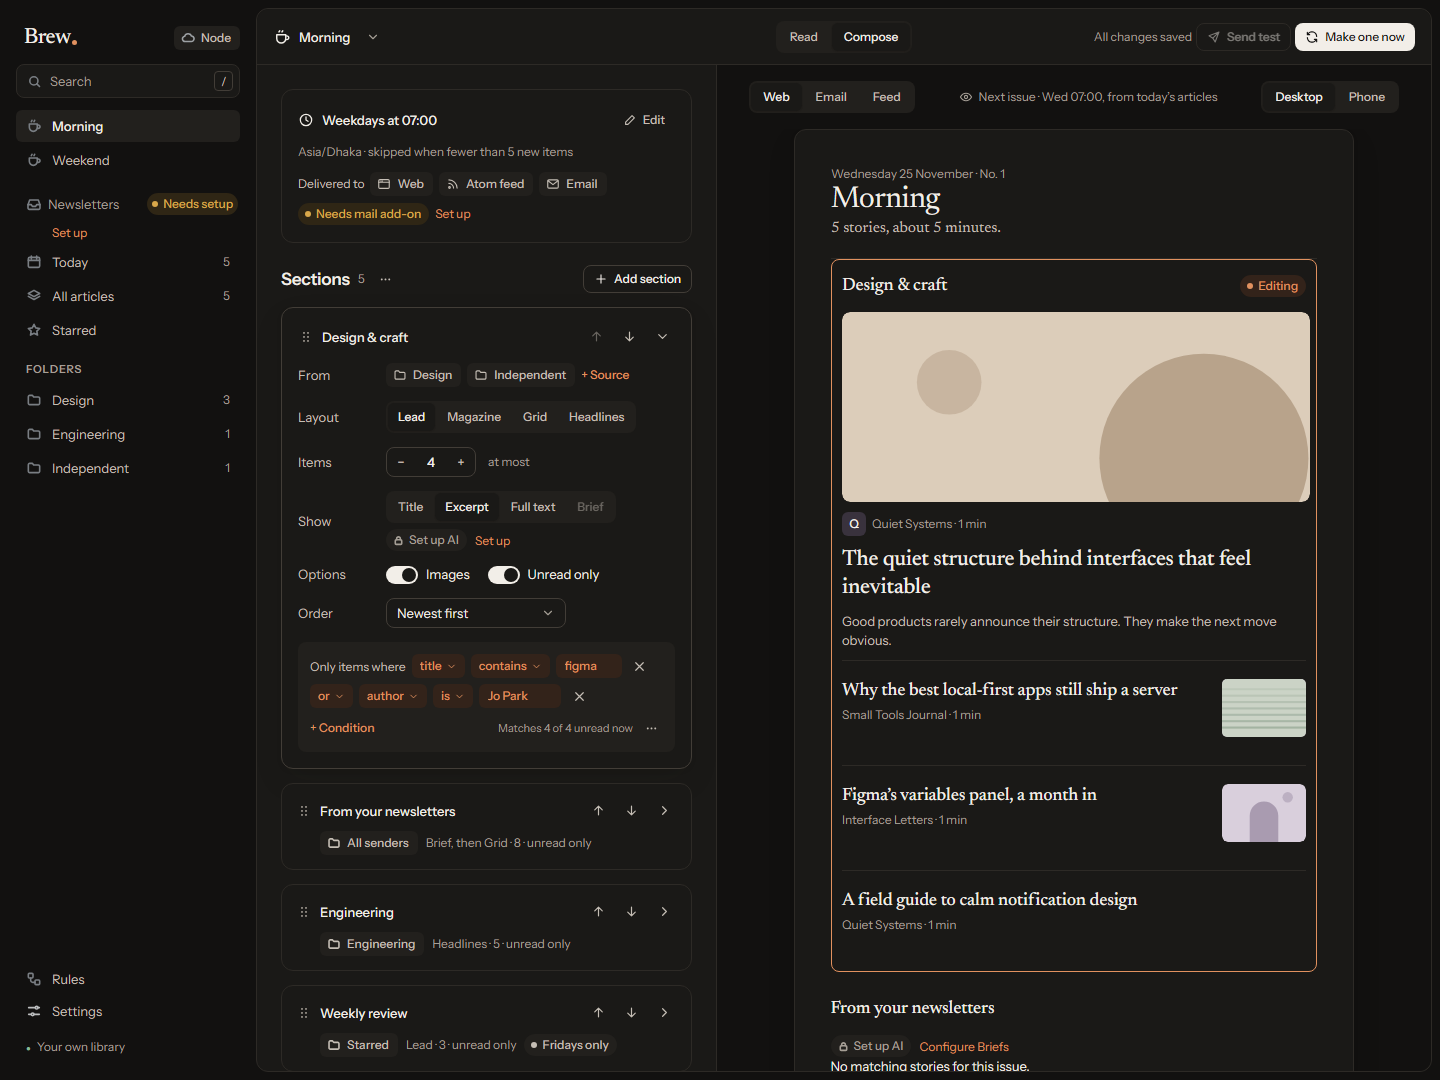 Brew.
Node
Search
/
Morning
Weekend
Newsletters
Needs setup
Set up
Today 5
All articles 5
Starred
FOLDERS
Design 3
Engineering 1
Independent 1
Rules
Settings
Your own library
Morning
Read
Compose
All changes saved
Send test
Make one now
Weekdays at 07:00
Edit
Asia/Dhaka · skipped when fewer than 5 new items
Delivered to Web Atom feed Email
Needs mail add-on Set up
Sections 5 ···
+ Add section
Design & craft
From Design Independent + Source
Layout Lead Magazine Grid Headlines
Items − 4 + at most
Show Title Excerpt Full text Brief
Set up AI Set up
Options Images Unread only
Order Newest first
Only items where title contains figma
or author is Jo Park
+ Condition Matches 4 of 4 unread now ···
From your newsletters
All senders Brief, then Grid · 8 · unread only
Engineering
Engineering Headlines · 5 · unread only
Weekly review
Starred Lead · 3 · unread only Fridays only
Web Email Feed
Next issue · Wed 07:00, from today's articles
Desktop Phone
Wednesday 25 November · No. 1
Morning
5 stories, about 5 minutes.
Design & craft
Editing
Q Quiet Systems · 1 min
The quiet structure behind interfaces that feel
inevitable
Good products rarely announce their structure. They make the next move
obvious.
Why the best local-first apps still ship a server
Small Tools Journal · 1 min
Figma's variables panel, a month in
Interface Letters · 1 min
A field guide to calm notification design
Quiet Systems · 1 min
From your newsletters
Set up AI Configure Briefs
No matching stories for this issue.